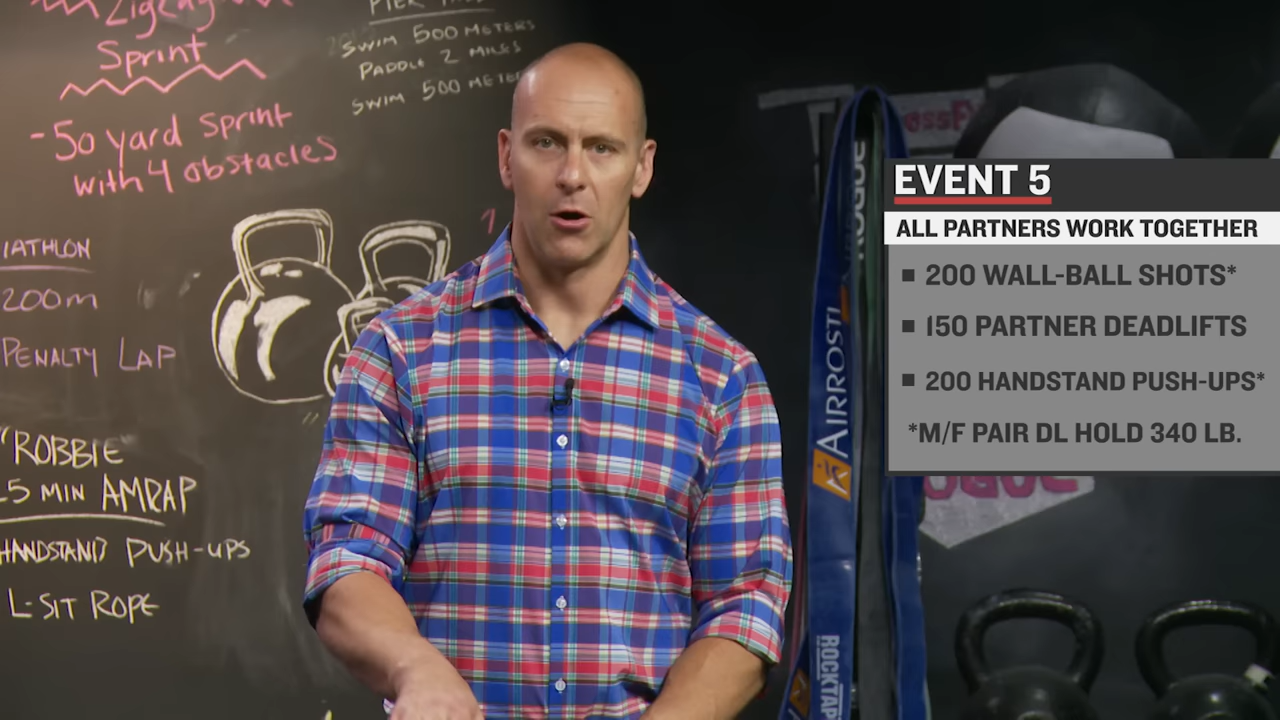 Zigzag
Sprint
- 50 yard sprint
with 4 obstacles
SWIM 500 METERS
PADDLE 2 MILES
SWIM 500
IATHLON
200m
PENALTY LAP
"ROBBIE"
5 MIN AMRAP
HANDSTAND PUSH-UPS
L-SIT ROPE
ROGUE
AIRROSTI
ROCKTAP
EVENT 5
ALL PARTNERS WORK TOGETHER
200 WALL-BALL SHOTS*
150 PARTNER DEADLIFTS
200 HANDSTAND PUSH-UPS*
*M/F PAIR DL HOLD 340 LB.